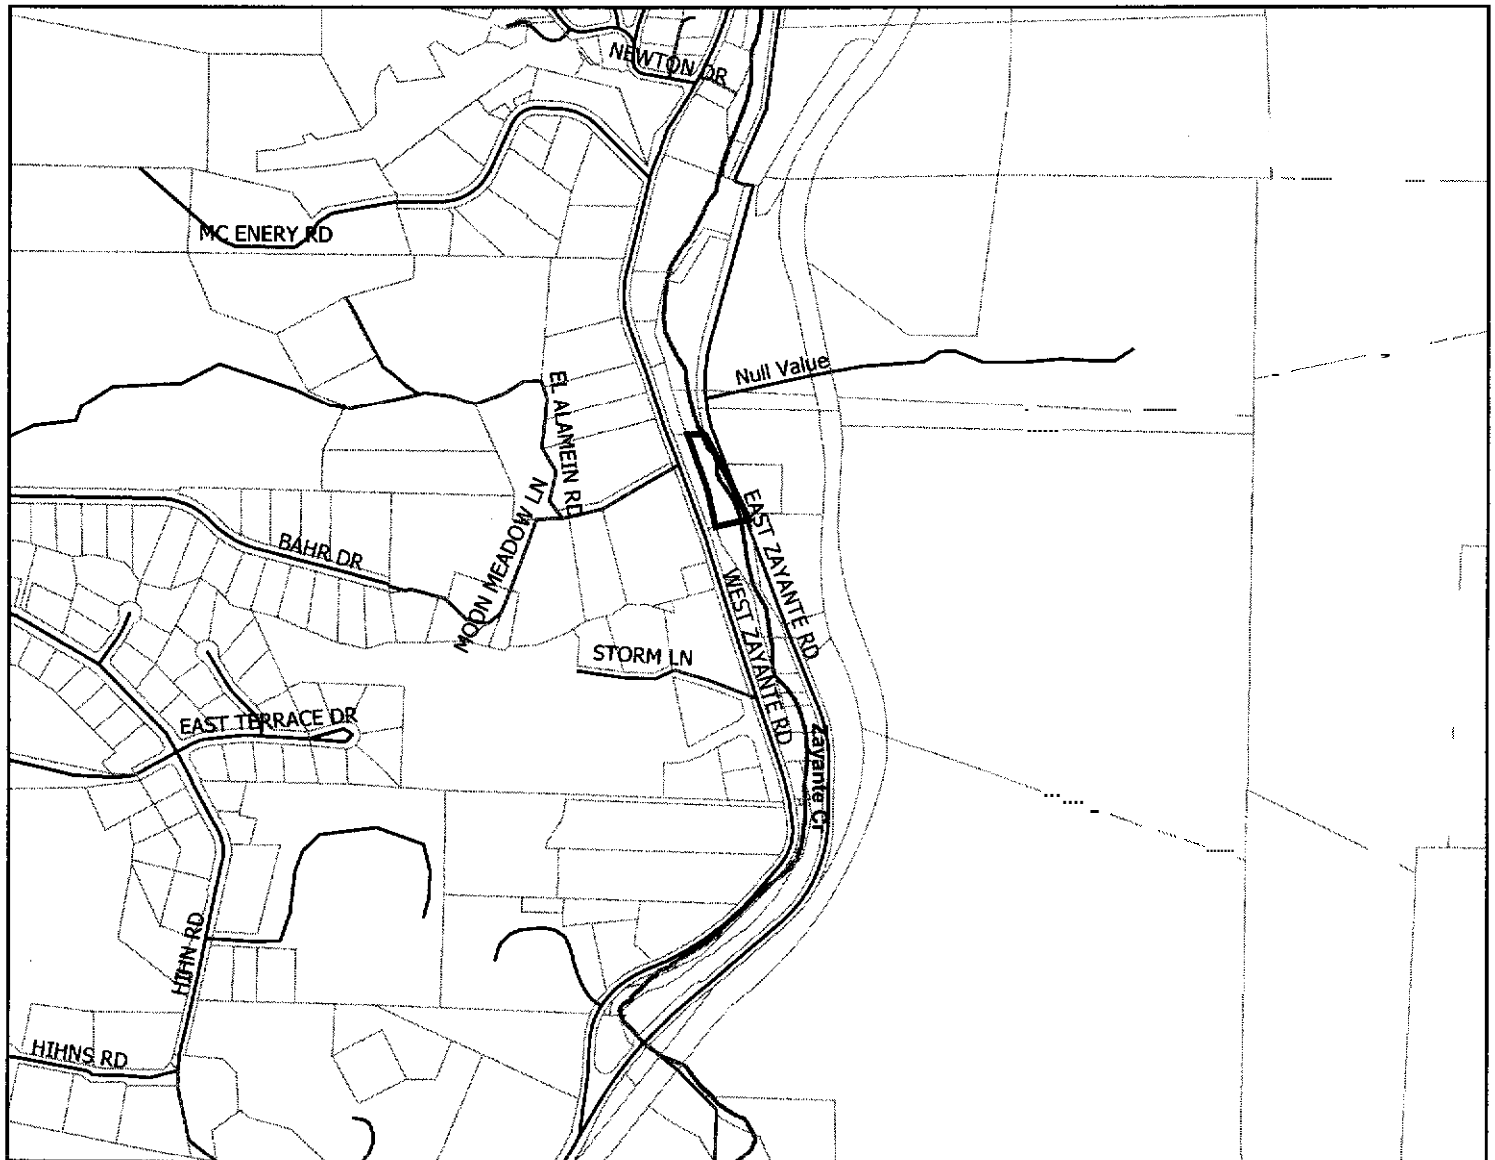 NEWTON DR
MC ENERY RD
Null Value
EL ALAMEIN RD
MOON MEADOW LN
BAHR DR
EAST ZAYANTE RD
WEST ZAYANTE RD
STORM LN
EAST TERRACE DR
Zayante Cr
HIHN RD
HIHNS RD